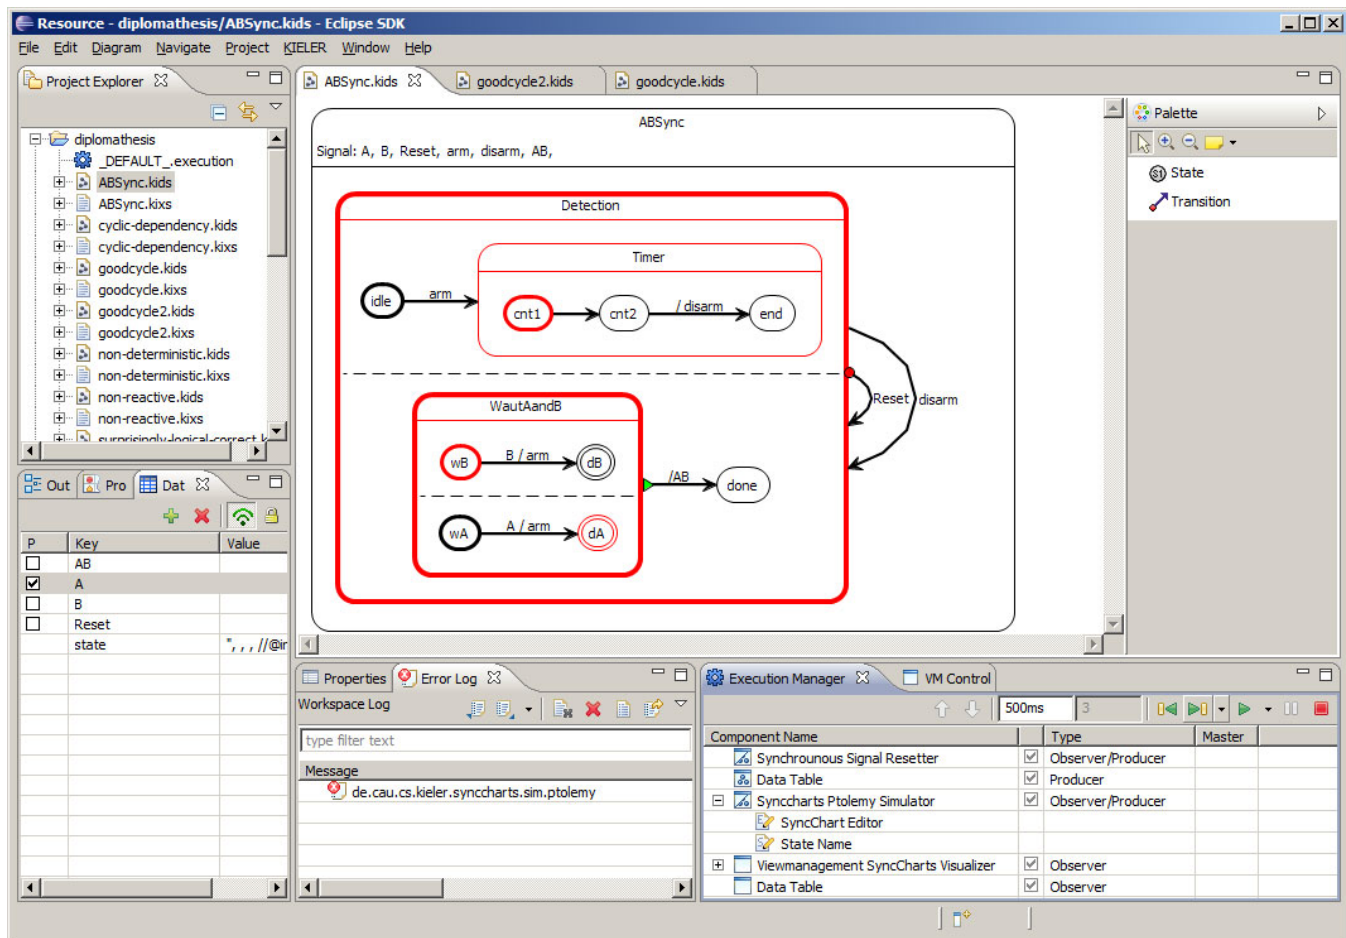 Resource - diplomathesis/ABSync.kids - Eclipse SDK
File Edit Diagram Navigate Project KIELER Window Help
Project Explorer
diplomathesis
_DEFAULT_.execution
ABSync.kids
ABSync.kixs
cyclic-dependency.kids
cyclic-dependency.kixs
goodcycle.kids
goodcycle.kixs
goodcycle2.kids
goodcycle2.kixs
non-deterministic.kids
non-deterministic.kixs
non-reactive.kids
non-reactive.kixs
surprisingly-logical-correct.k
ABSync.kids goodcycle2.kids goodcycle.kids
ABSync
Signal: A, B, Reset, arm, disarm, AB,
Detection
Timer
idle arm cnt1 cnt2 / disarm end
Reset disarm
WautAandB
wB B / arm dB
/AB done
wA A / arm dA
Palette
S1 State
Transition
Out Pro Dat
P Key Value
AB
A
B
Reset
state ", , , //@ir
Properties Error Log
Workspace Log
type filter text
Message
de.cau.cs.kieler.synccharts.sim.ptolemy
Execution Manager VM Control
500ms 3
Component Name Type Master
Synchrounous Signal Resetter Observer/Producer
Data Table Producer
Synccharts Ptolemy Simulator Observer/Producer
SyncChart Editor
State Name
Viewmanagement SyncCharts Visualizer Observer
Data Table Observer